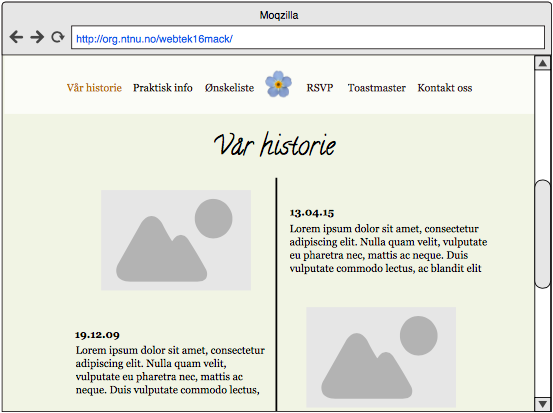 Moqzilla
http://org.ntnu.no/webtek16mack/
Vår historie Praktisk info Ønskeliste RSVP Toastmaster Kontakt oss
Vår historie
13.04.15
Lorem ipsum dolor sit amet, consectetur
adipiscing elit. Nulla quam velit, vulputate
eu pharetra nec, mattis ac neque. Duis
vulputate commodo lectus, ac blandit elit
19.12.09
Lorem ipsum dolor sit amet, consectetur
adipiscing elit. Nulla quam velit,
vulputate eu pharetra nec, mattis ac
neque. Duis vulputate commodo lectus,